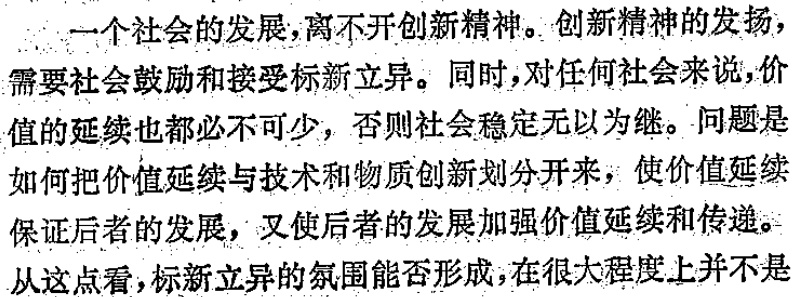 一个社会的发展,离不开创新精神。创新精神的发扬,
需要社会鼓励和接受标新立异。同时,对任何社会来说,价
值的延续也都必不可少，否则社会稳定无以为继。问题是
如何把价值延续与技术和物质创新划分开来，使价值延续
保证后者的发展，又使后者的发展加强价值延续和传递。
从这点看,标新立异的氛围能否形成,在很大程度上并不是